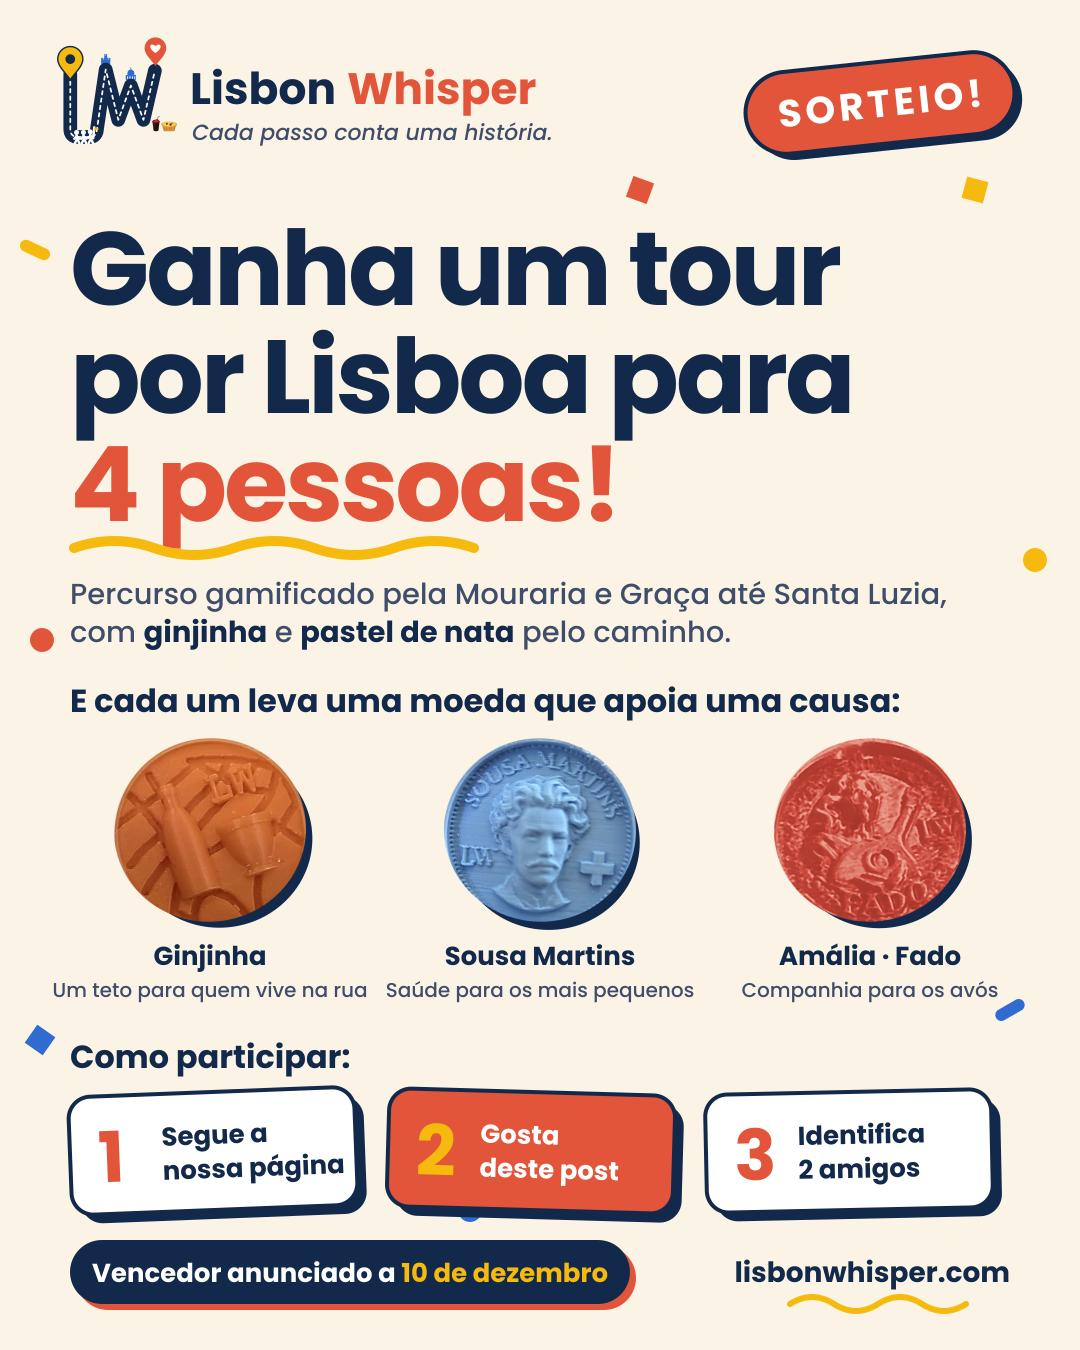 LW
Lisbon Whisper
Cada passo conta uma história.
SORTEIO!
Ganha um tour
por Lisboa para
4 pessoas!
Percurso gamificado pela Mouraria e Graça até Santa Luzia,
com ginjinha e pastel de nata pelo caminho.
E cada um leva uma moeda que apoia uma causa:
LW
SOUSA MARTINS
LW
LW
FADO
Ginjinha
Sousa Martins
Amália · Fado
Um teto para quem vive na rua
Saúde para os mais pequenos
Companhia para os avós
Como participar:
1
Segue a
nossa página
2
Gosta
deste post
3
Identifica
2 amigos
Vencedor anunciado a 10 de dezembro
lisbonwhisper.com